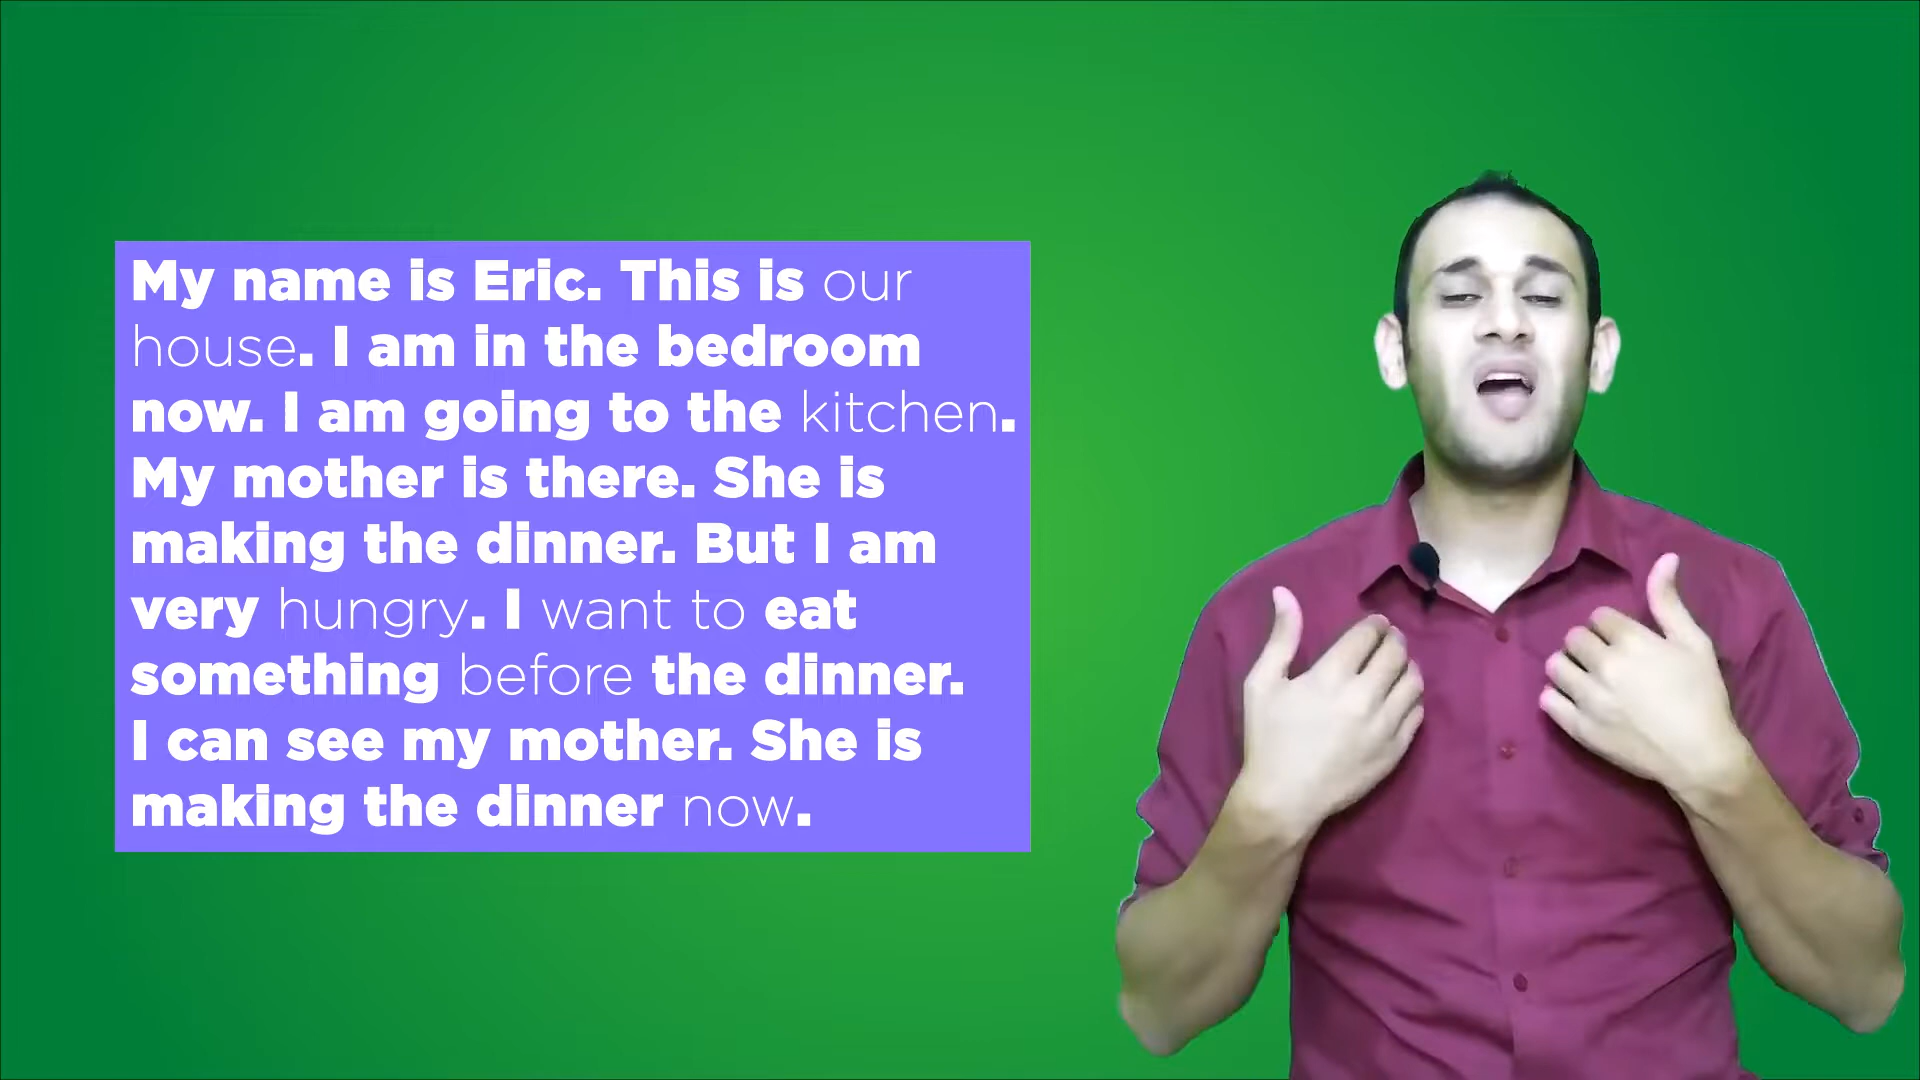 My name is Eric. This is our
house. I am in the bedroom
now. I am going to the kitchen.
My mother is there. She is
making the dinner. But I am
very hungry. I want to eat
something before the dinner.
I can see my mother. She is
making the dinner now.